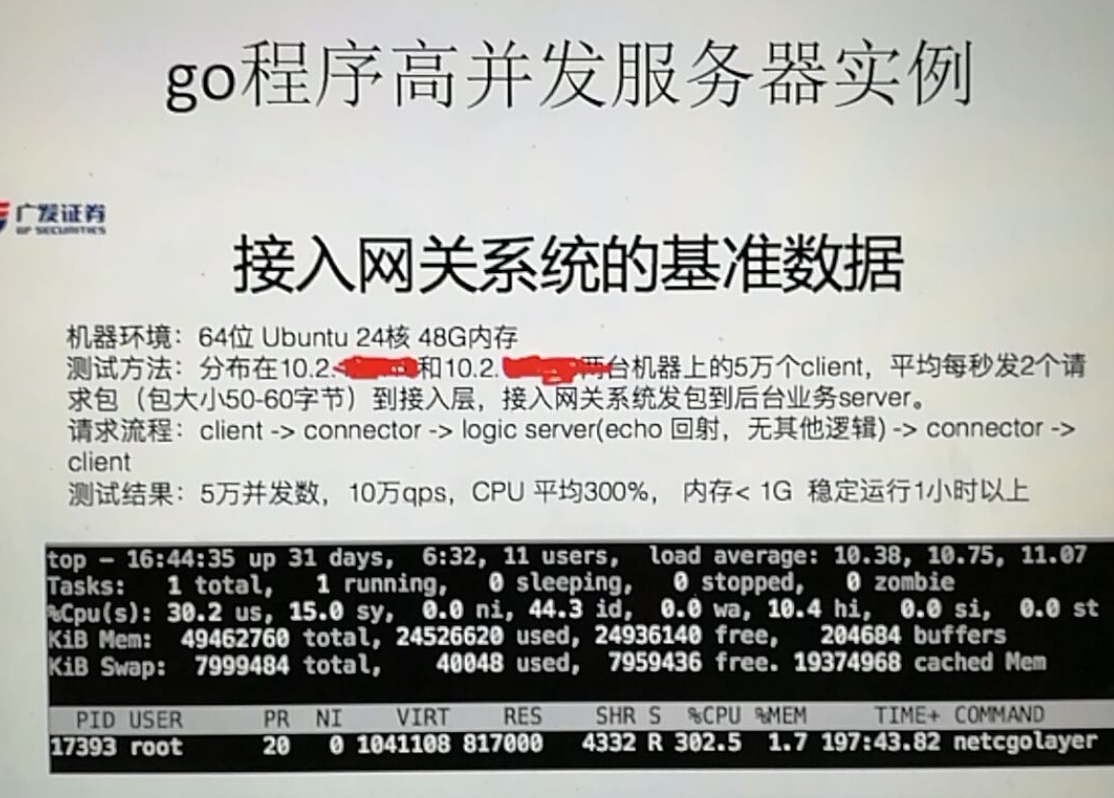 go程序高并发服务器实例
广发证券
GF SECURITIES
接入网关系统的基准数据
机器环境：64位 Ubuntu 24核 48G内存
测试方法：分布在10.2.和10.2.两台机器上的5万个client，平均每秒发2个请
求包（包大小50-60字节）到接入层，接入网关系统发包到后台业务server。
请求流程：client -> connector -> logic server(echo 回射，无其他逻辑) -> connector ->
client
测试结果：5万并发数，10万qps，CPU 平均300%， 内存< 1G 稳定运行1小时以上
top - 16:44:35 up 31 days, 6:32, 11 users, load average: 10.38, 10.75, 11.07
Tasks: 1 total, 1 running, 0 sleeping, 0 stopped, 0 zombie
%Cpu(s): 30.2 us, 15.0 sy, 0.0 ni, 44.3 id, 0.0 wa, 10.4 hi, 0.0 si, 0.0 st
KiB Mem: 49462760 total, 24526620 used, 24936140 free, 204684 buffers
KiB Swap: 7999484 total, 40048 used, 7959436 free. 19374968 cached Mem
PID USER PR NI VIRT RES SHR S %CPU %MEM TIME+ COMMAND
17393 root 20 0 1041108 817000 4332 R 302.5 1.7 197:43.82 netcgolayer